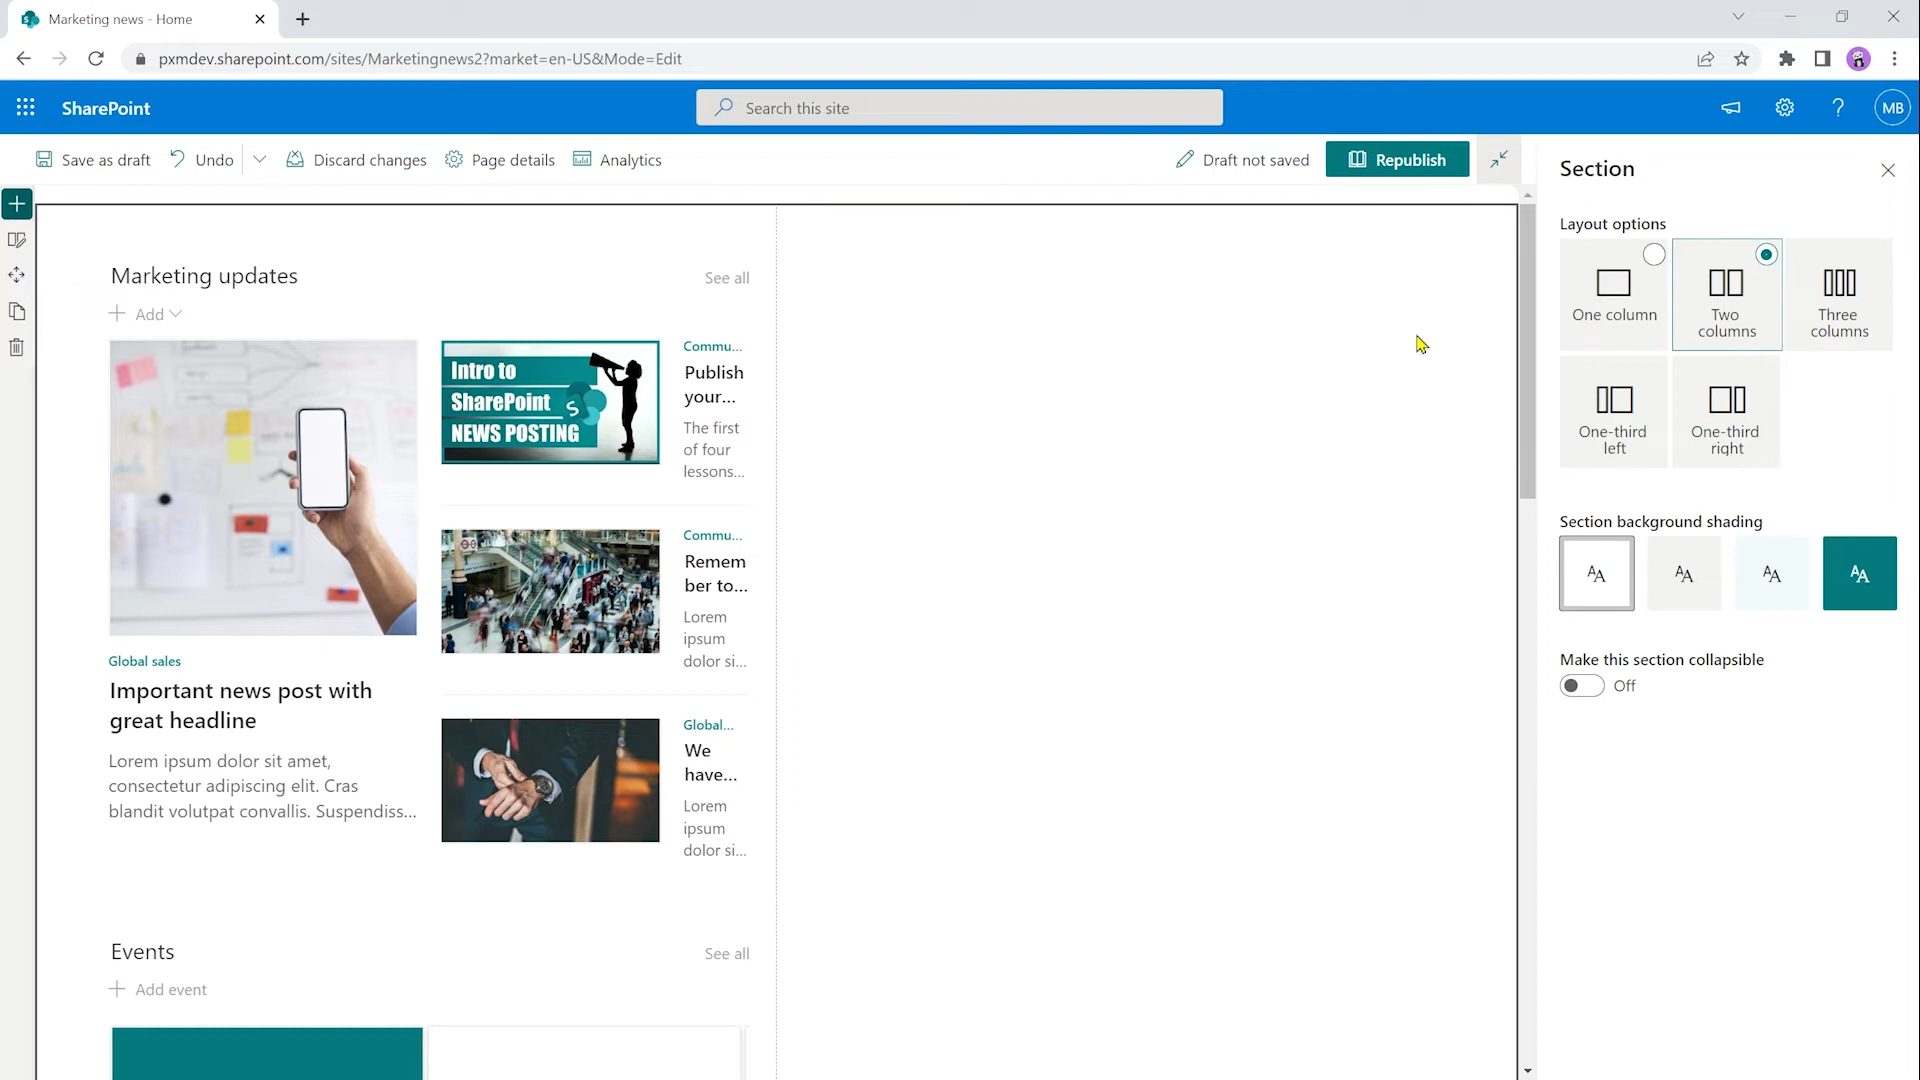 Marketing news - Home
pxmdev.sharepoint.com/sites/Marketingnews2?market=en-US&Mode=Edit
SharePoint
Search this site
MB
Save as draft
Undo
Discard changes
Page details
Analytics
Draft not saved
Republish
Marketing updates
See all
Add
Intro to
SharePoint
S
NEWS POSTING
Commu...
Publish
your...
The first
of four
lessons...
Commu...
Remem
ber to...
Lorem
ipsum
dolor si...
Global...
We
have...
Lorem
ipsum
dolor si...
Global sales
Important news post with
great headline
Lorem ipsum dolor sit amet,
consectetur adipiscing elit. Cras
blandit volutpat convallis. Suspendiss...
Events
See all
Add event
Section
Layout options
One column
Two
columns
Three
columns
One-third
left
One-third
right
Section background shading
AA
AA
AA
AA
Make this section collapsible
Off